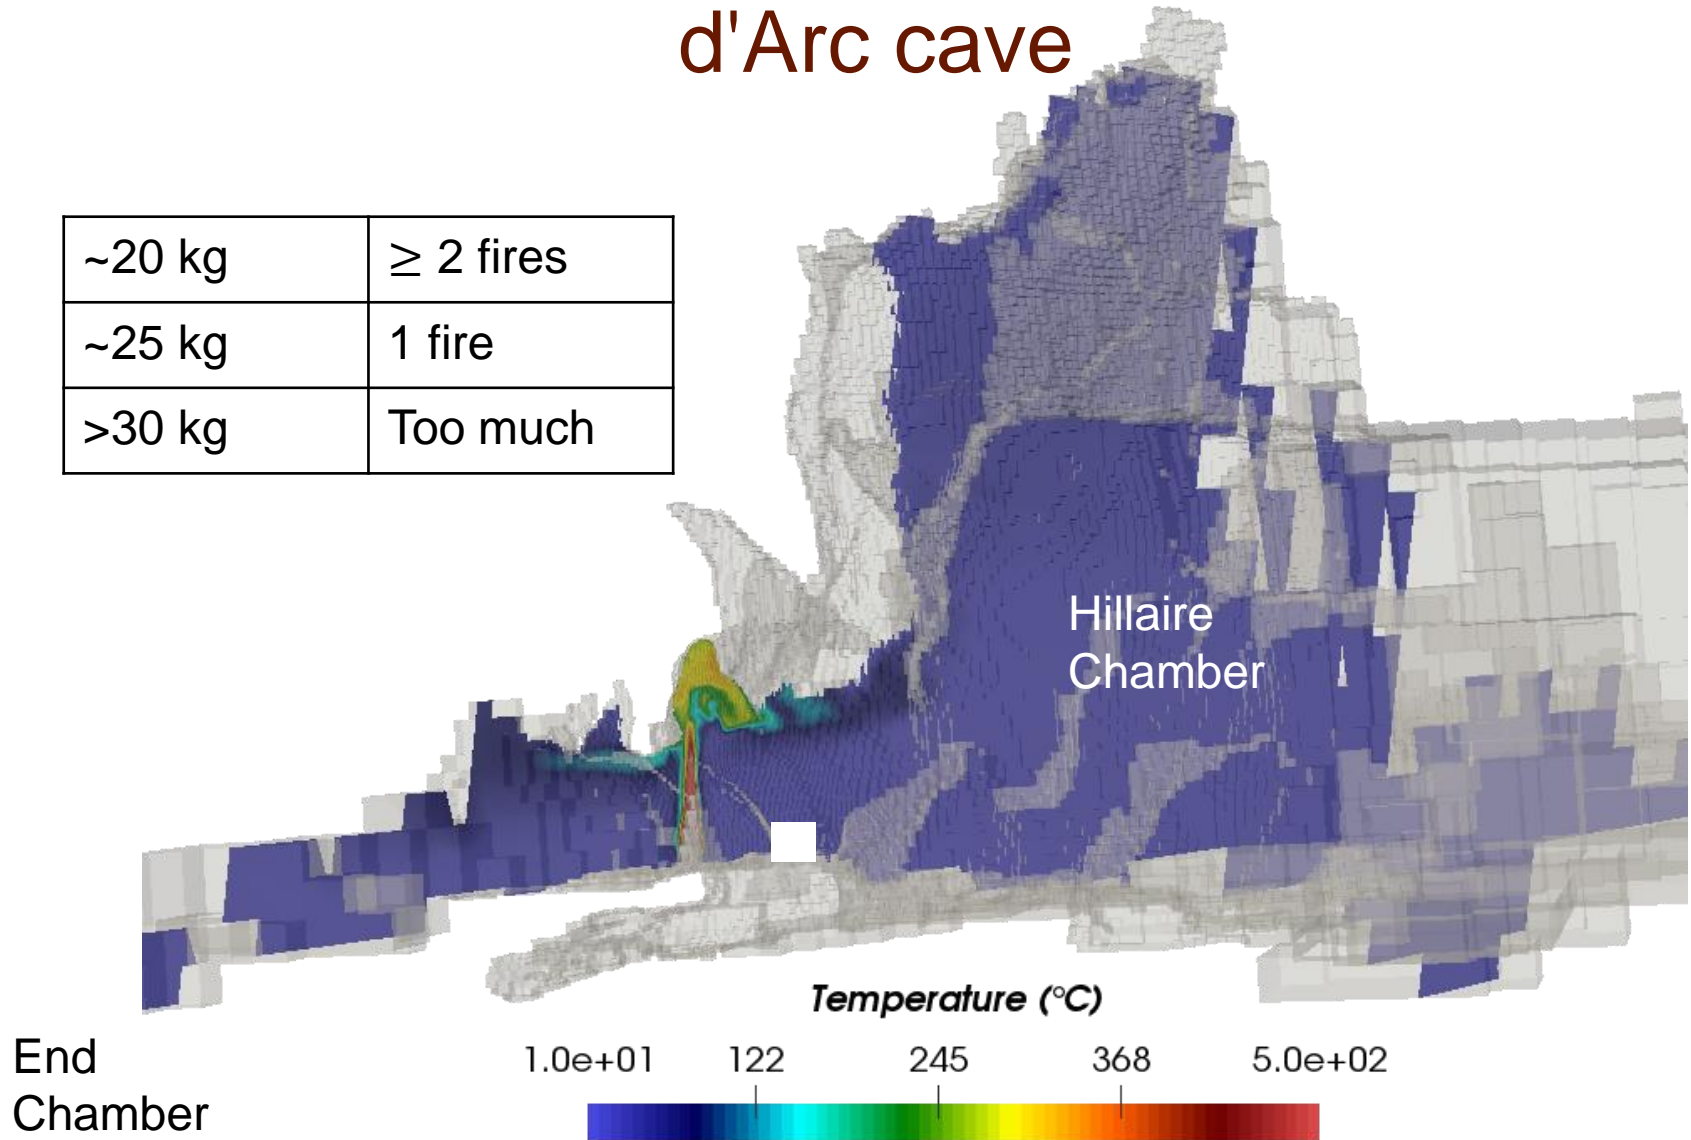 d'Arc cave
~20 kg ≥ 2 fires
~25 kg 1 fire
>30 kg Too much
Hillaire
Chamber
Temperature (°C)
End
Chamber
1.0e+01 122 245 368 5.0e+02